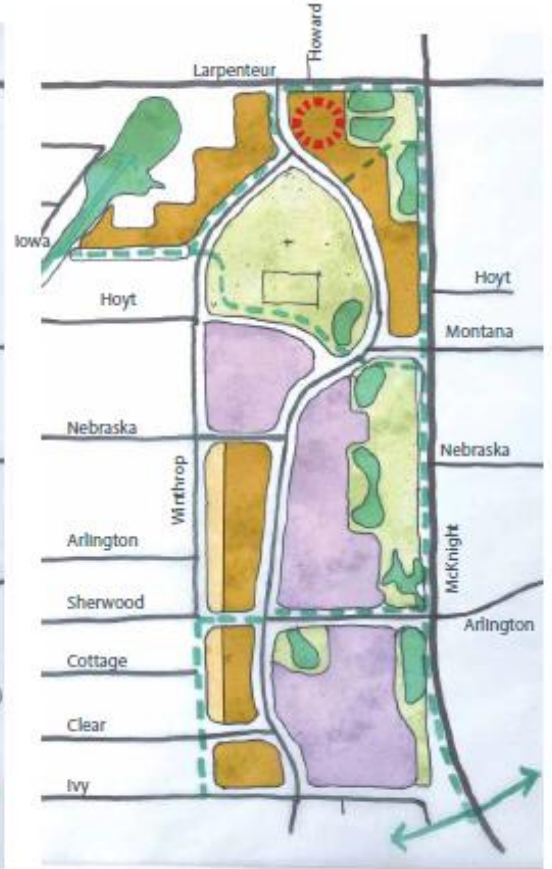 Howard
Larpenteur
Iowa
Hoyt
Hoyt
Montana
Nebraska
Nebraska
Winthrop
Arlington
McKnight
Sherwood
Arlington
Cottage
Clear
Ivy